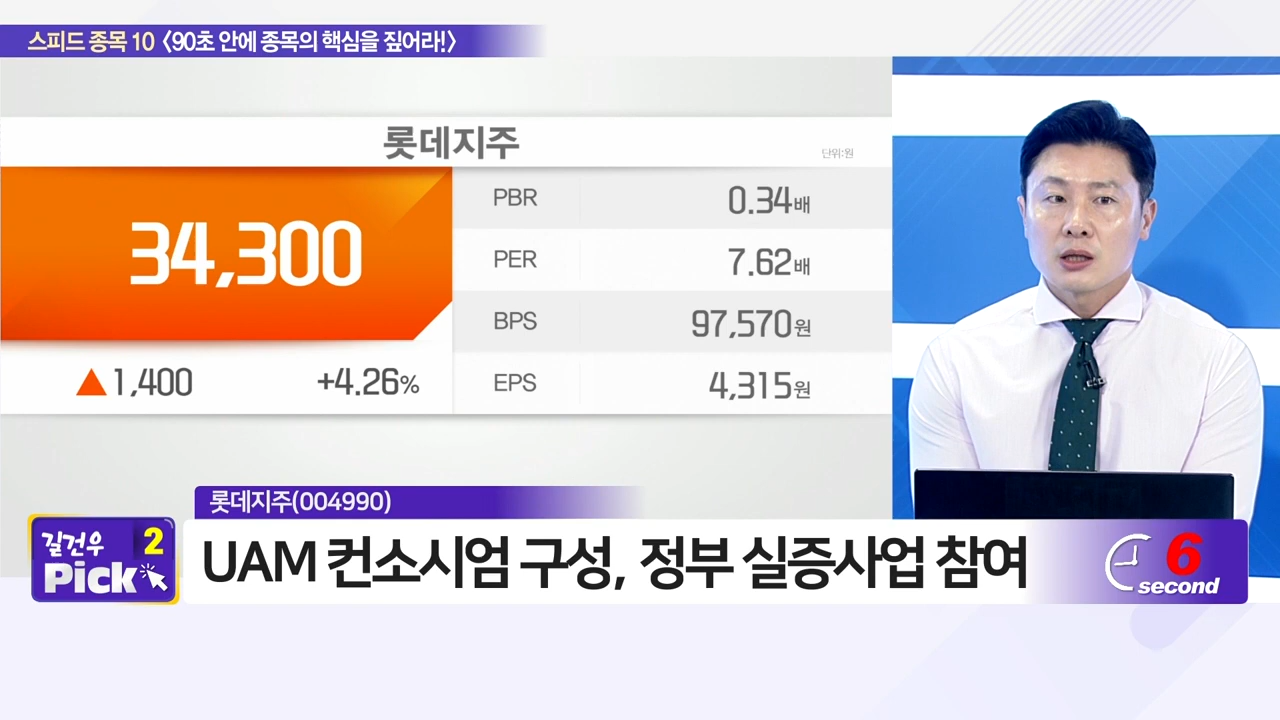 스피드 종목 10 〈90초 안에 종목의 핵심을 짚어라!〉
롯데지주
단위:원
34,300
▲1,400 +4.26%
PBR 0.34배
PER 7.62배
BPS 97,570원
EPS 4,315원
롯데지주(004990)
길건우 2
Pick
UAM 컨소시엄 구성, 정부 실증사업 참여
6
second